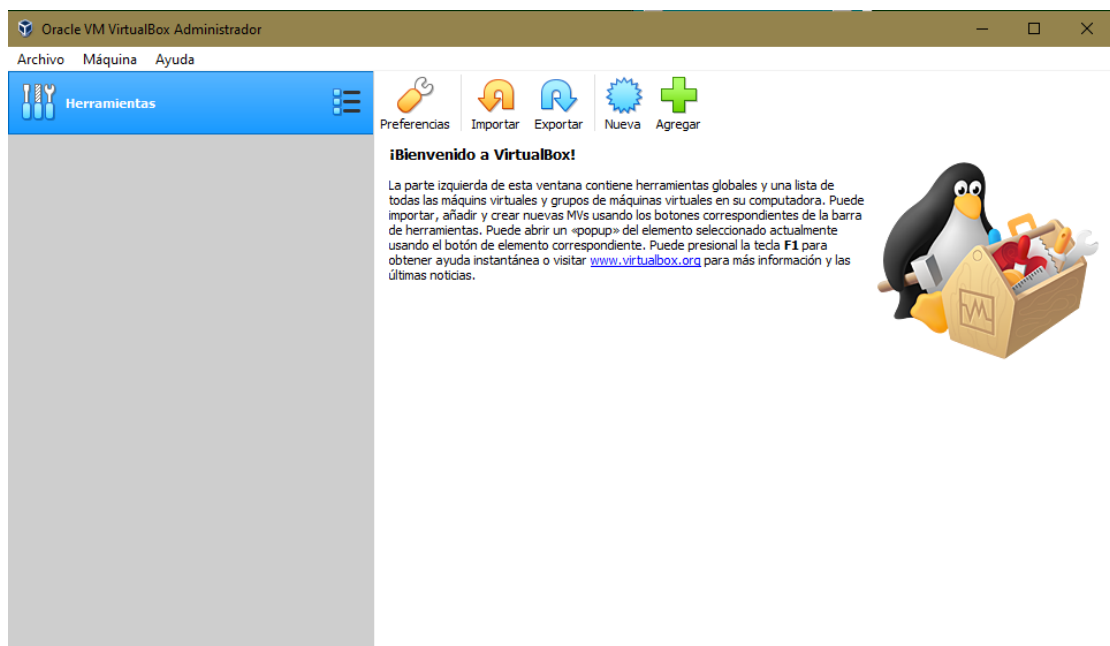 Oracle VM VirtualBox Administrador
Archivo Máquina Ayuda
Herramientas
Preferencias Importar Exportar Nueva Agregar
¡Bienvenido a VirtualBox!
La parte izquierda de esta ventana contiene herramientas globales y una lista de
todas las máquins virtuales y grupos de máquinas virtuales en su computadora. Puede
importar, añadir y crear nuevas MVs usando los botones correspondientes de la barra
de herramientas. Puede abrir un «popup» del elemento seleccionado actualmente
usando el botón de elemento correspondiente. Puede presional la tecla F1 para
obtener ayuda instantánea o visitar www.virtualbox.org para más información y las
últimas noticias.